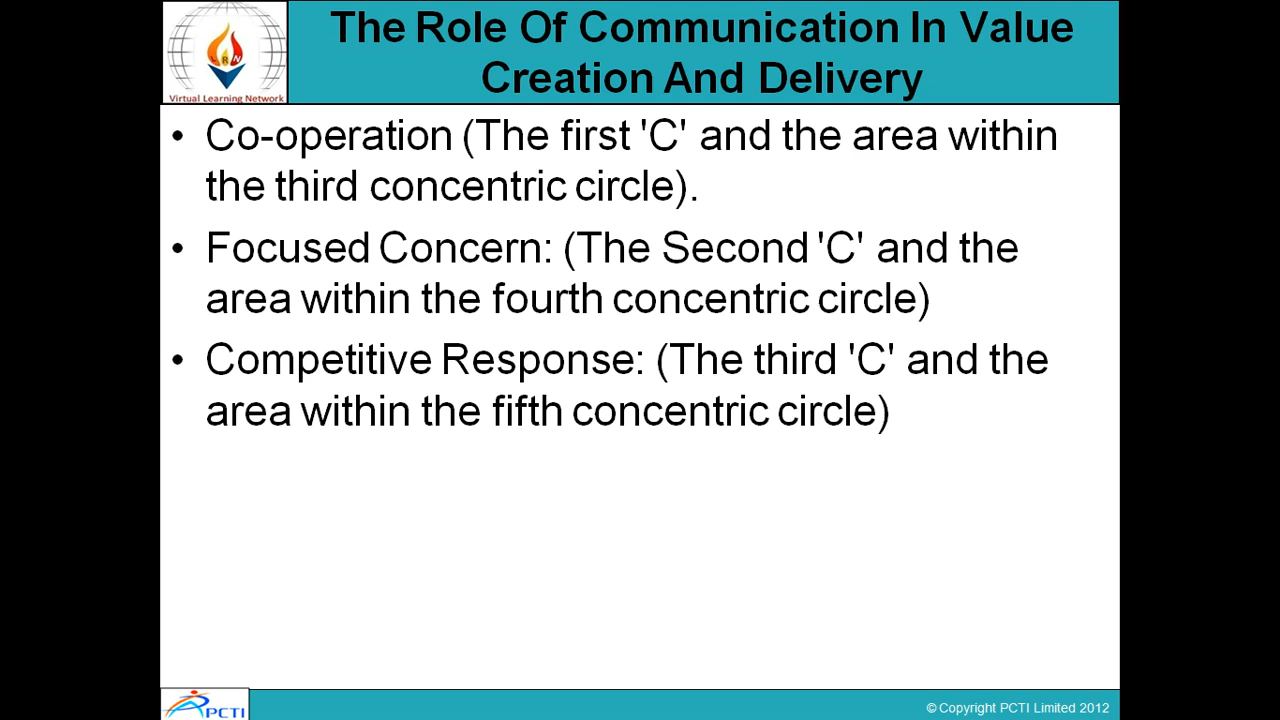 The Role Of Communication In Value
Creation And Delivery
Virtual Learning Network
• Co-operation (The first 'C' and the area within
the third concentric circle).
• Focused Concern: (The Second 'C' and the
area within the fourth concentric circle)
• Competitive Response: (The third 'C' and the
area within the fifth concentric circle)
PCTI
© Copyright PCTI Limited 2012